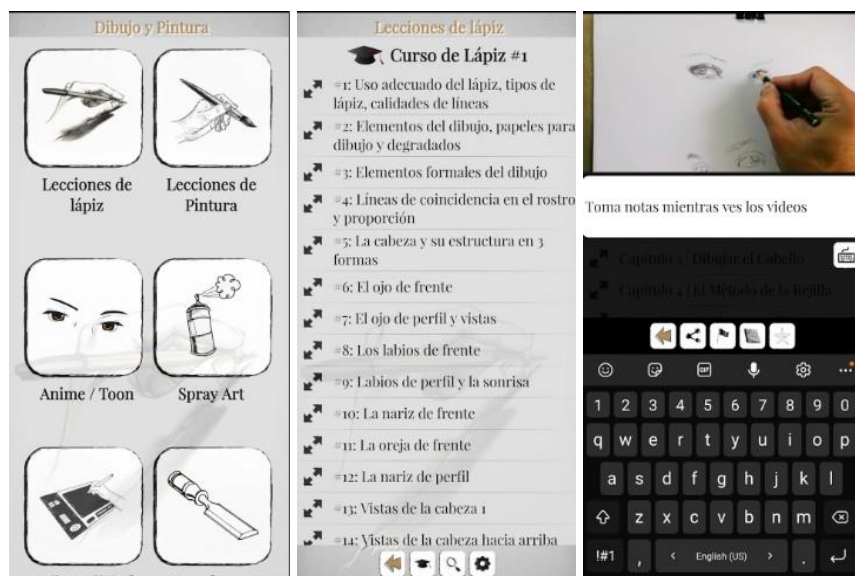 Dibujo y Pintura
Lecciones de
lápiz
Lecciones de
Pintura
Anime / Toon
Spray Art
Lecciones de lápiz
Curso de Lápiz #1
#1: Uso adecuado del lápiz, tipos de
lápiz, calidades de líneas
#2: Elementos del dibujo, papeles para
dibujo y degradados
#3: Elementos formales del dibujo
#4: Líneas de coincidencia en el rostro
y proporción
#5: La cabeza y su estructura en 3
formas
#6: El ojo de frente
#7: El ojo de perfil y vistas
#8: Los labios de frente
#9: Labios de perfil y la sonrisa
#10: La nariz de frente
#11: La oreja de frente
#12: La nariz de perfil
#13: Vistas de la cabeza 1
#14: Vistas de la cabeza hacia arriba
Toma notas mientras ves los videos
Capitulo 3 | Dibujar el Cabello
Capitulo 4 | El Método de la Rejilla
GIF
1 2 3 4 5 6 7 8 9 0
q w e r t y u i o p
a s d f g h j k l
z x c v b n m
!#1 , < English (US) > .